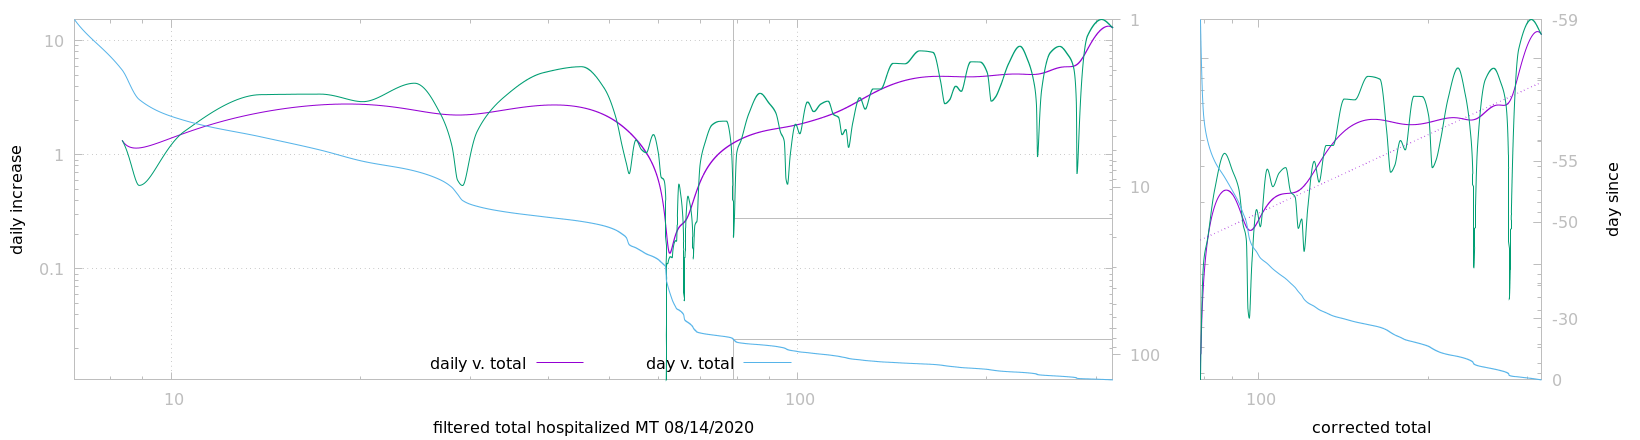 10
1
0.1
daily increase
daily v. total
day v. total
10
100
filtered total hospitalized MT 08/14/2020
1
10
100
100
corrected total
-59
-55
-50
-30
0
day since